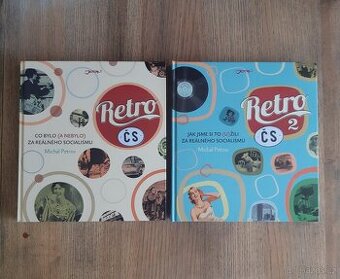 Retro
ČS
CO BYLO (A NEBYLO)
ZA REÁLNÉHO SOCIALISMU
Michal Petrov
Retro
ČS 2
JAK JSME SI TO (U)ŽILI
ZA REÁLNÉHO SOCIALISMU
Michal Petrov